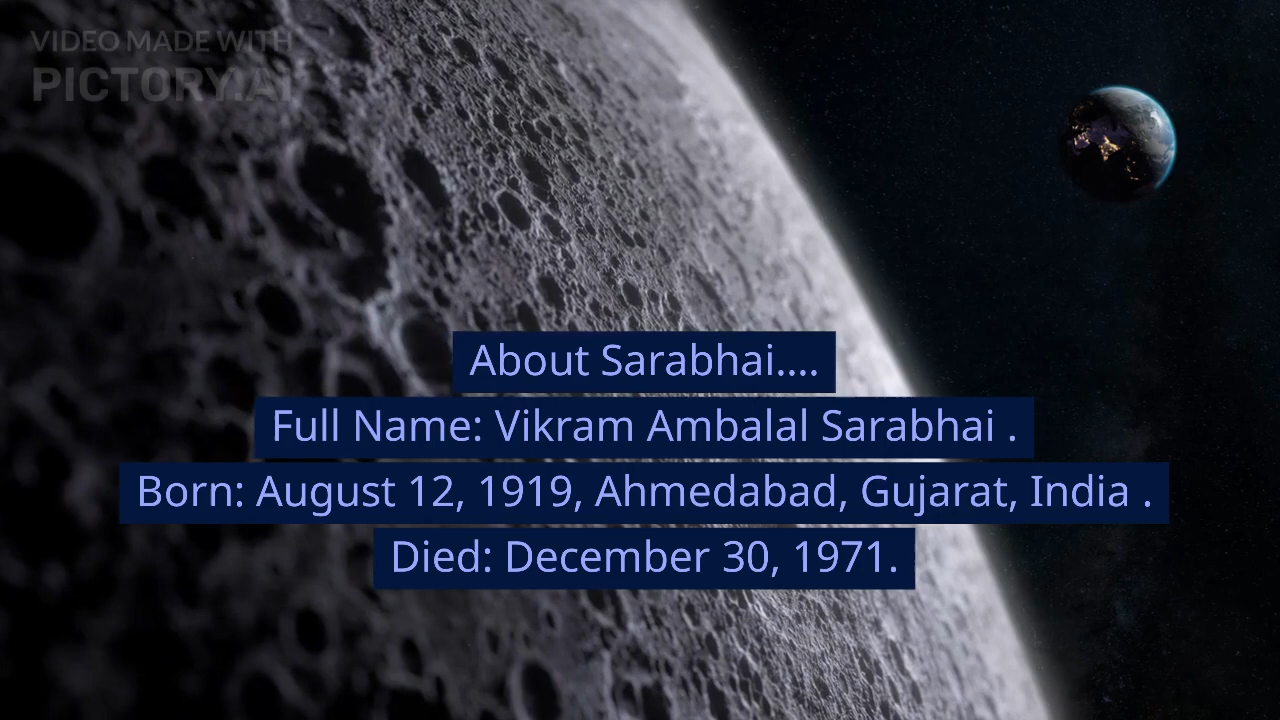 VIDEO MADE WITH
PICTORY.AI
About Sarabhai....
Full Name: Vikram Ambalal Sarabhai .
Born: August 12, 1919, Ahmedabad, Gujarat, India .
Died: December 30, 1971.